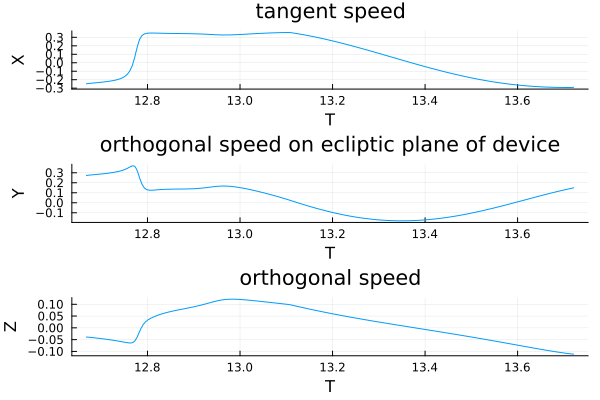 tangent speed
X
0.3
0.2
0.1
0.0
−0.1
−0.2
−0.3
12.8 13.0 13.2 13.4 13.6
T
orthogonal speed on ecliptic plane of device
Y
0.3
0.2
0.1
0.0
−0.1
12.8 13.0 13.2 13.4 13.6
T
orthogonal speed
Z
0.10
0.05
0.00
−0.05
−0.10
12.8 13.0 13.2 13.4 13.6
T